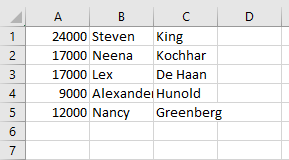 A B C D
1 24000 Steven King
2 17000 Neena Kochhar
3 17000 Lex De Haan
4 9000 Alexander Hunold
5 12000 Nancy Greenberg
6
7